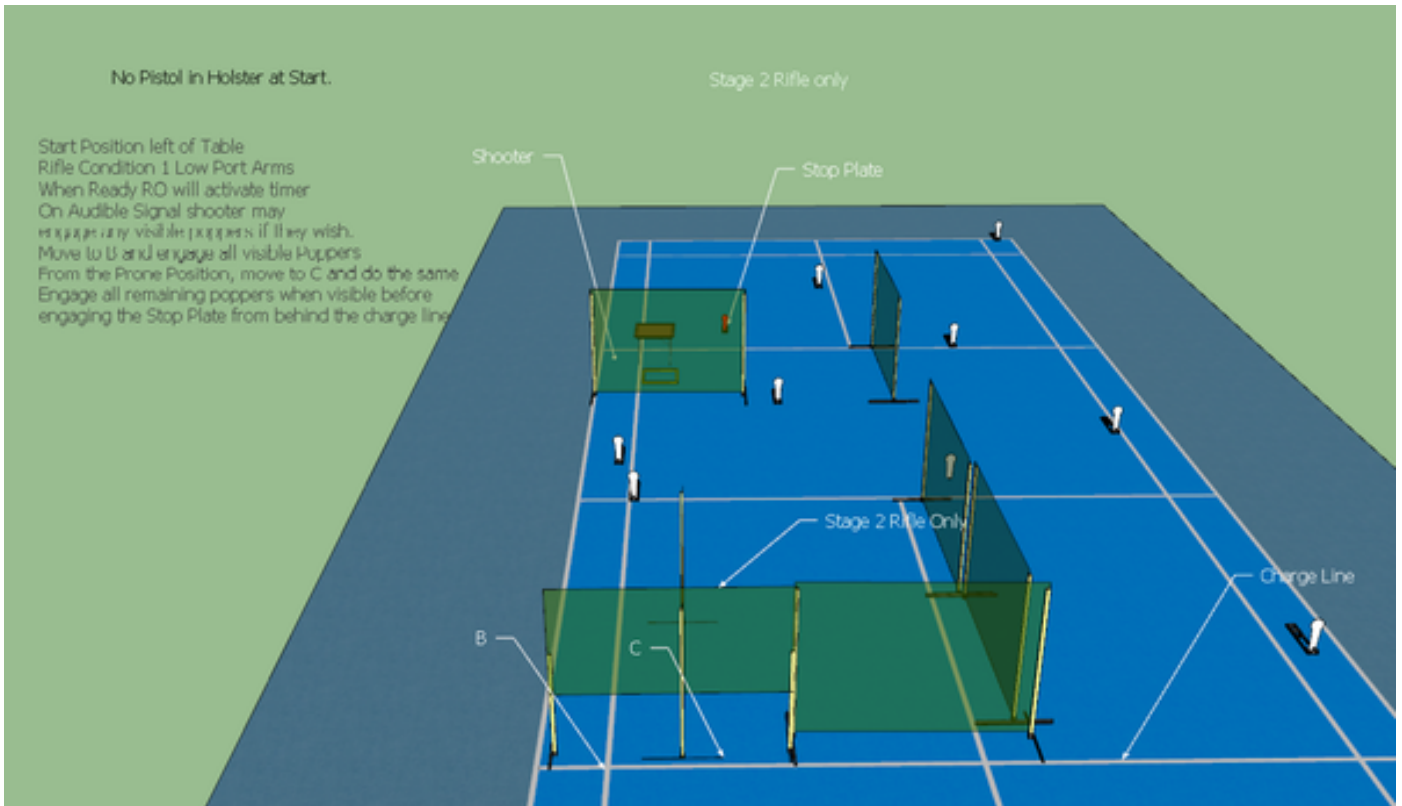 No Pistol in Holster at Start.
Stage 2 Rifle only
Start Position left of Table
Rifle Condition 1 Low Port Arms
When Ready RO will activate timer
On Audible Signal shooter may
engage any visible poppers if they wish.
Move to B and engage all visible Poppers
From the Prone Position, move to C and do the same
Engage all remaining poppers when visible before
engaging the Stop Plate from behind the charge line
Shooter
Stop Plate
Stage 2 Rifle Only
Charge Line
B
C